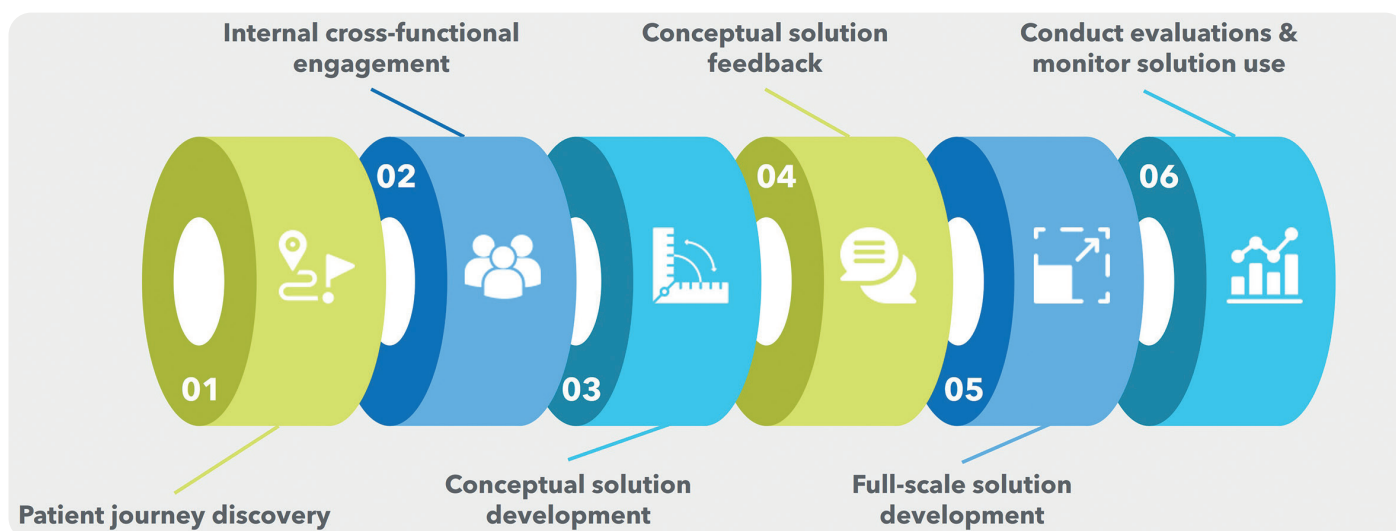 Internal cross-functional
engagement
Conceptual solution
feedback
Conduct evaluations &
monitor solution use
01
02
03
04
05
06
Patient journey discovery
Conceptual solution
development
Full-scale solution
development